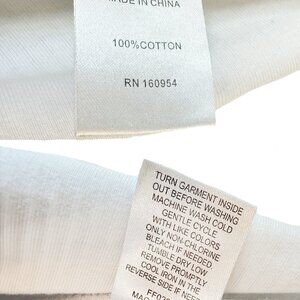 MADE IN CHINA
100%COTTON
RN 160954
TURN GARMENT INSIDE
OUT BEFORE WASHING
MACHINE WASH COLD
GENTLE CYCLE
WITH LIKE COLORS
ONLY NON-CHLORINE
BLEACH IF NEEDED
TUMBLE DRY LOW
REMOVE PROMPTLY
COOL IRON IN THE
REVERSE SIDE IF NEEDED